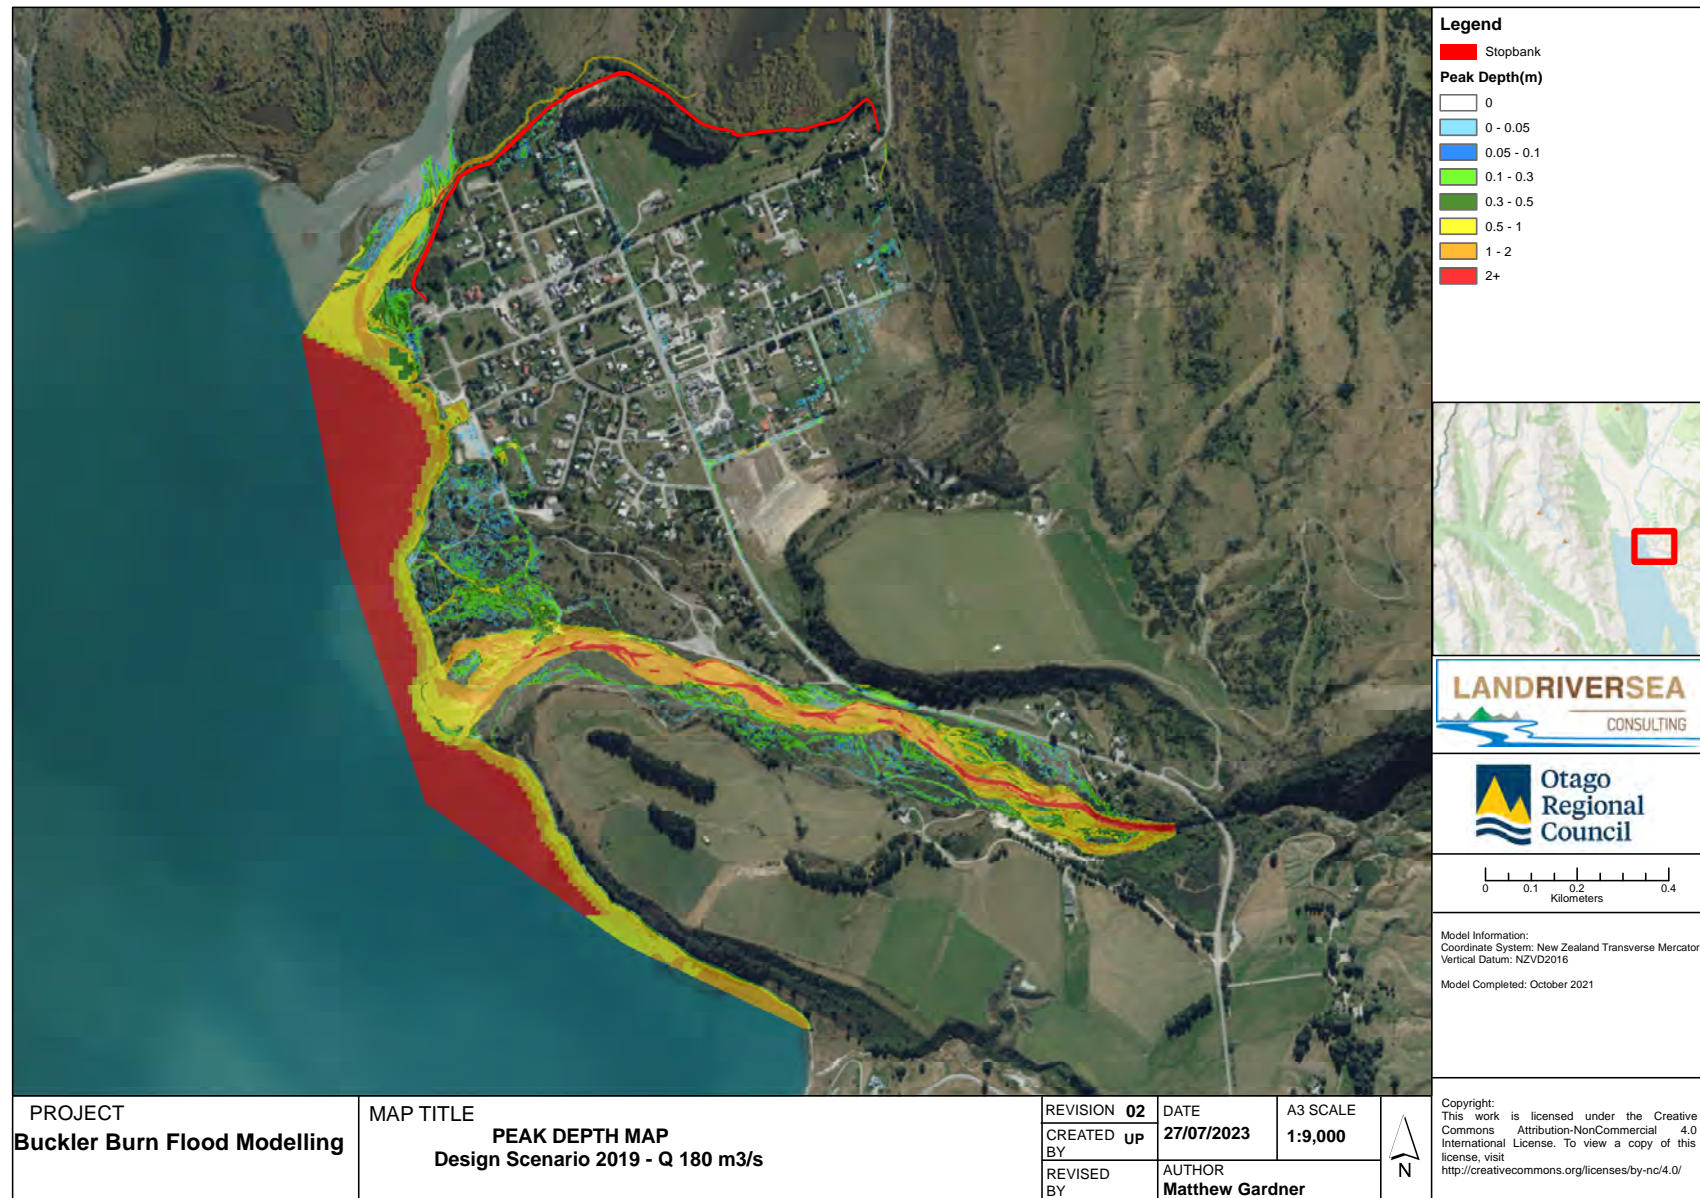 Legend
Stopbank
Peak Depth(m)
0
0 - 0.05
0.05 - 0.1
0.1 - 0.3
0.3 - 0.5
0.5 - 1
1 - 2
2+
LANDRIVERSEA
CONSULTING
Otago
Regional
Council
0 0.1 0.2 0.4
Kilometers
Model Information:
Coordinate System: New Zealand Transverse Mercator
Vertical Datum: NZVD2016
Model Completed: October 2021
Copyright:
This work is licensed under the Creative
Commons Attribution-NonCommercial 4.0
International License. To view a copy of this
license, visit
http://creativecommons.org/licenses/by-nc/4.0/
PROJECT
Buckler Burn Flood Modelling
MAP TITLE
PEAK DEPTH MAP
Design Scenario 2019 - Q 180 m3/s
REVISION 02
CREATED BY UP
REVISED BY
DATE
27/07/2023
A3 SCALE
1:9,000
AUTHOR
Matthew Gardner
N